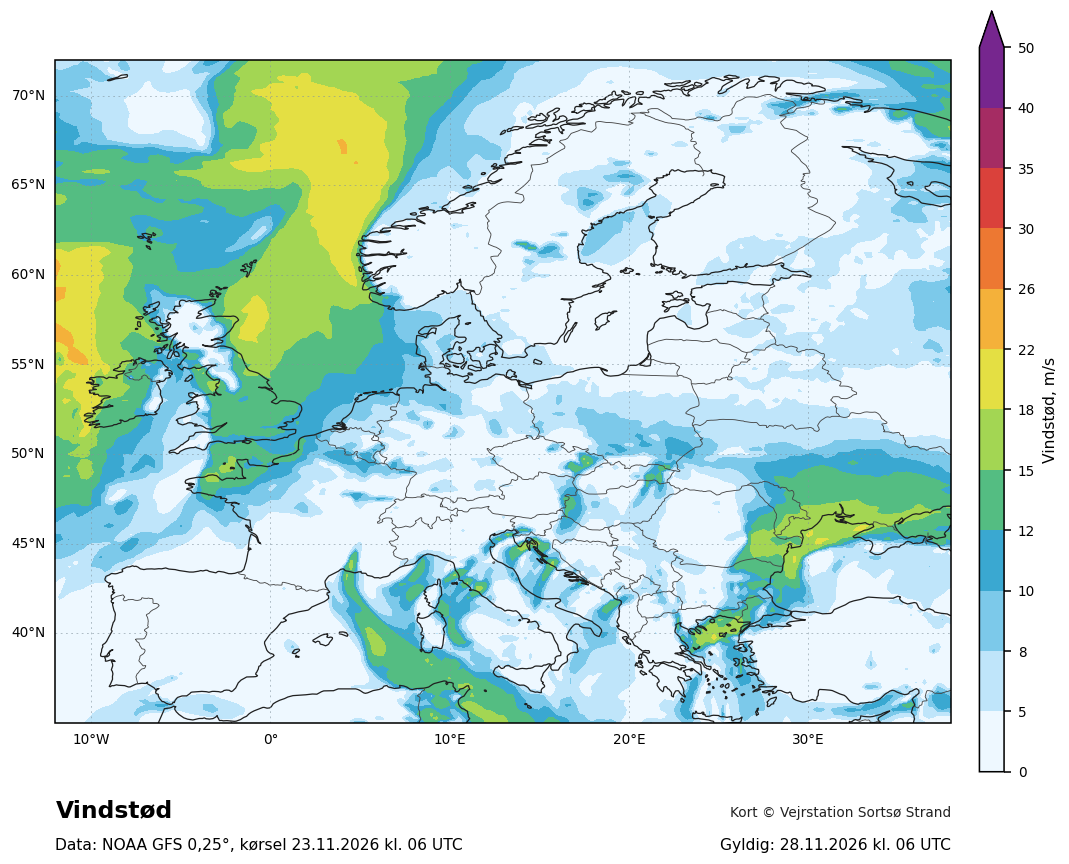 50
40
35
30
26
22
18
15
12
10
8
5
0
Vindstød, m/s
70°N
65°N
60°N
55°N
50°N
45°N
40°N
10°W
0°
10°E
20°E
30°E
Vindstød
Kort © Vejrstation Sortsø Strand
Data: NOAA GFS 0,25°, kørsel 23.11.2026 kl. 06 UTC
Gyldig: 28.11.2026 kl. 06 UTC